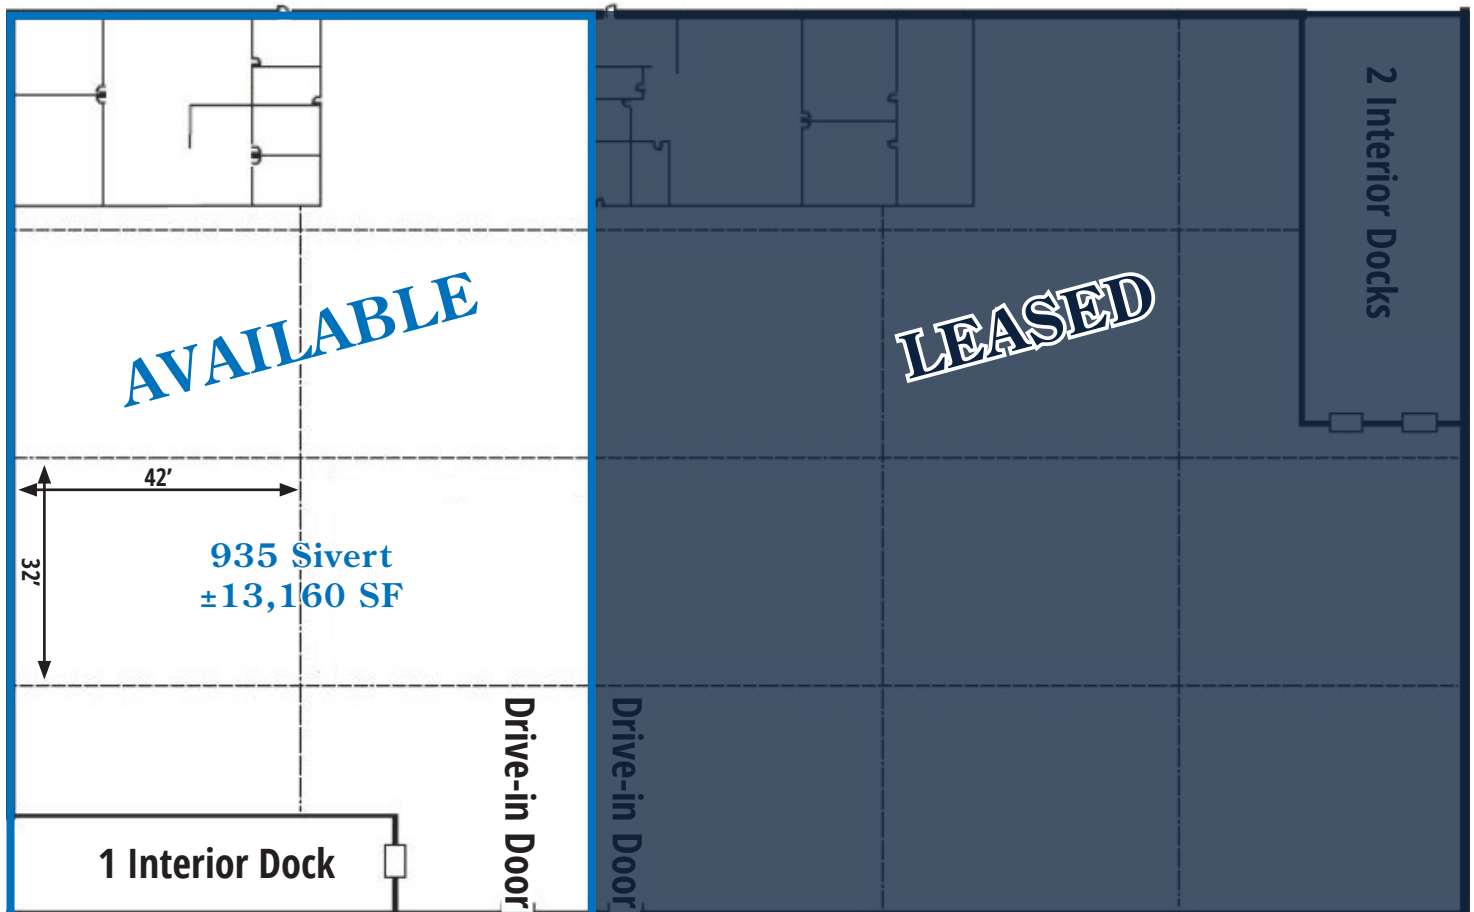 2 Interior Docks
AVAILABLE
LEASED
42’
32’
935 Sivert
±13,160 SF
Drive-in Door
Drive-in Door
1 Interior Dock